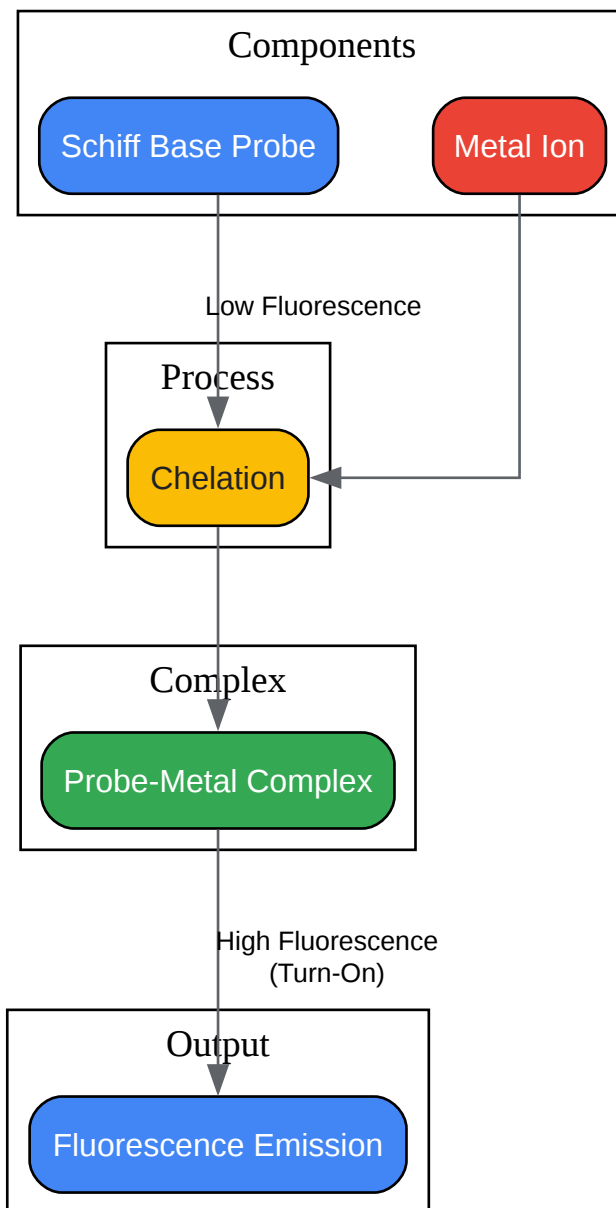 Components
Schiff Base Probe
Metal Ion
Low Fluorescence
Process
Chelation
Complex
Probe-Metal Complex
High Fluorescence
(Turn-On)
Output
Fluorescence Emission